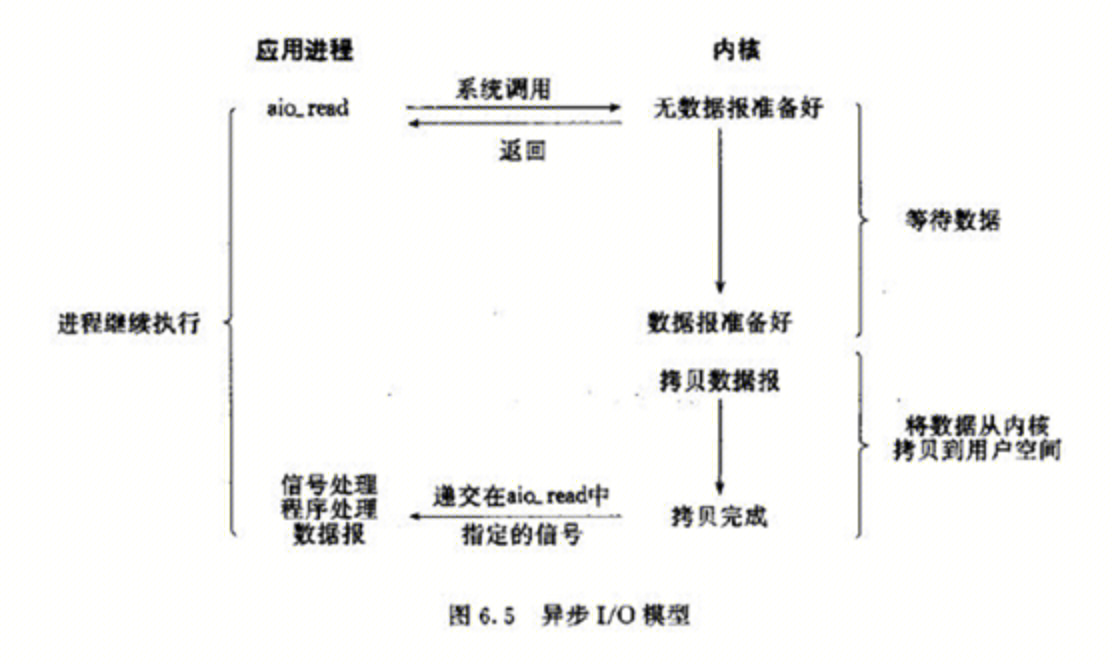 应用进程
内核
aio_read
系统调用
无数据报准备好
返回
等待数据
进程继续执行
数据报准备好
拷贝数据报
将数据从内核
拷贝到用户空间
信号处理
程序处理
数据报
递交在aio_read中
指定的信号
拷贝完成
图 6.5 异步 I/O 模型